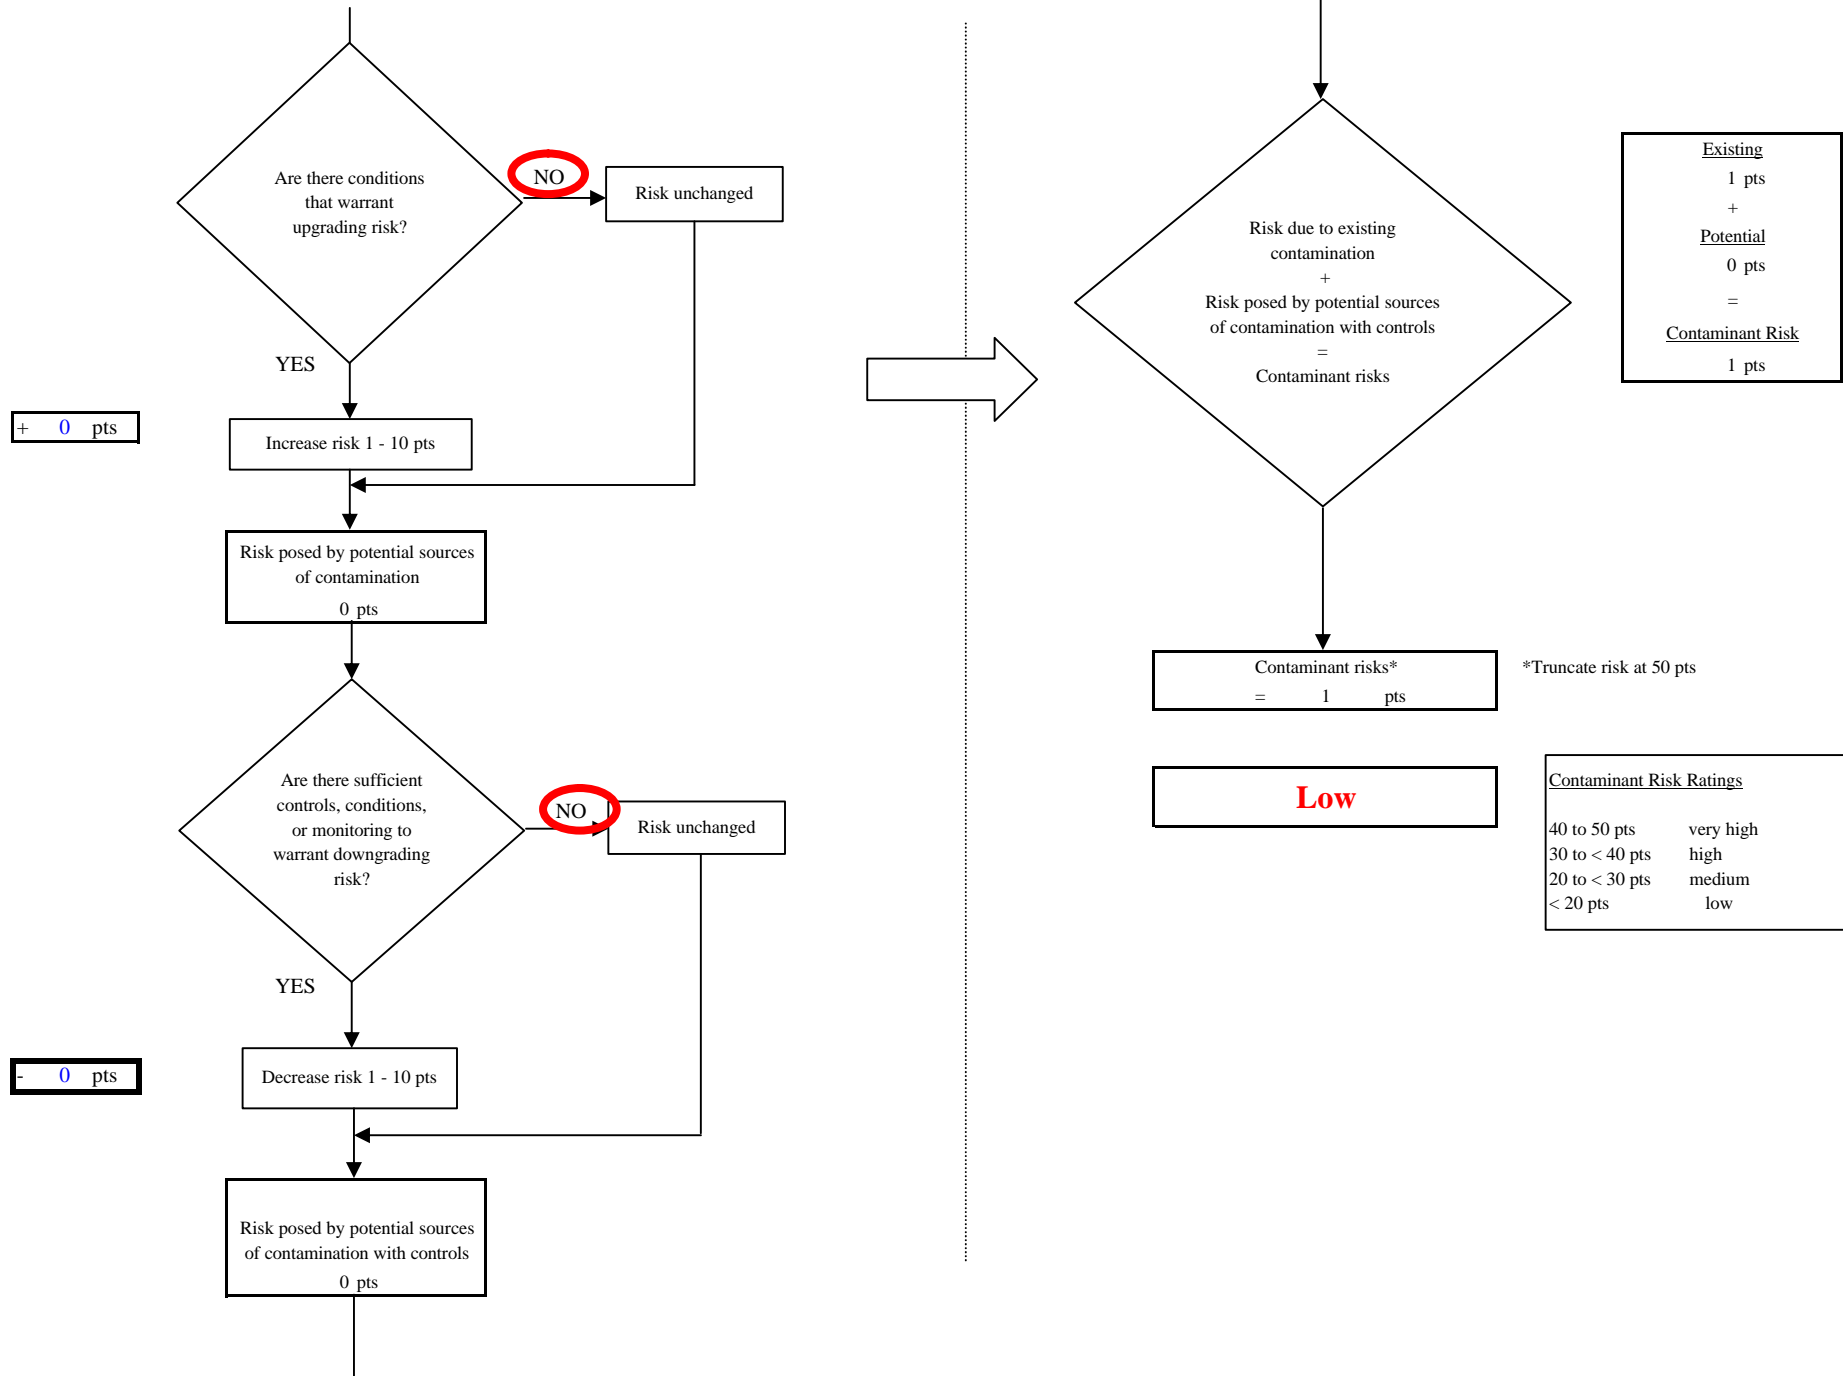 Are there conditions
that warrant
upgrading risk?
NO
Risk unchanged
YES
+ 0 pts
Increase risk 1 - 10 pts
Risk posed by potential sources
of contamination
0 pts
Are there sufficient
controls, conditions,
or monitoring to
warrant downgrading
risk?
NO
Risk unchanged
YES
- 0 pts
Decrease risk 1 - 10 pts
Risk posed by potential sources
of contamination with controls
0 pts
Risk due to existing
contamination
+
Risk posed by potential sources
of contamination with controls
=
Contaminant risks
Existing
1 pts
+
Potential
0 pts
=
Contaminant Risk
1 pts
Contaminant risks*
= 1 pts
*Truncate risk at 50 pts
Low
Contaminant Risk Ratings
40 to 50 pts very high
30 to < 40 pts high
20 to < 30 pts medium
< 20 pts low